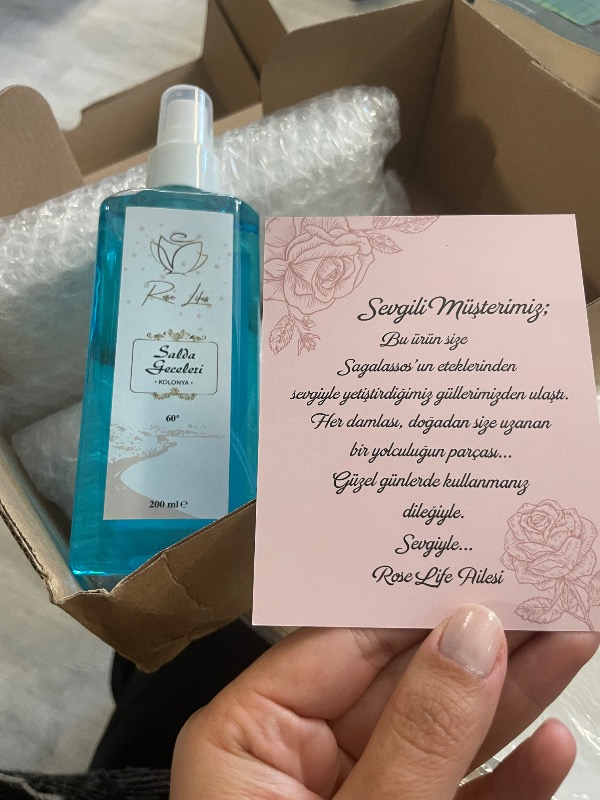 Rose Lifes
Salda
Geceleri
• KOLONYA •
60°
200 ml e
Sevgili Müşterimiz;
Bu ürün size
Sagalassos'un eteklerinden
sevgiyle yetiştirdiğimiz güllerimizden ulaştı.
Her damlası, doğadan size uzanan
bir yolculuğun parçası...
Güzel günlerde kullanmanız
dileğiyle.
Sevgiyle...
Rose Life Ailesi